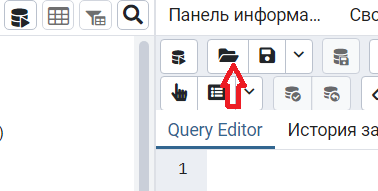 Панель информа... Сво
)
Query Editor История за
1